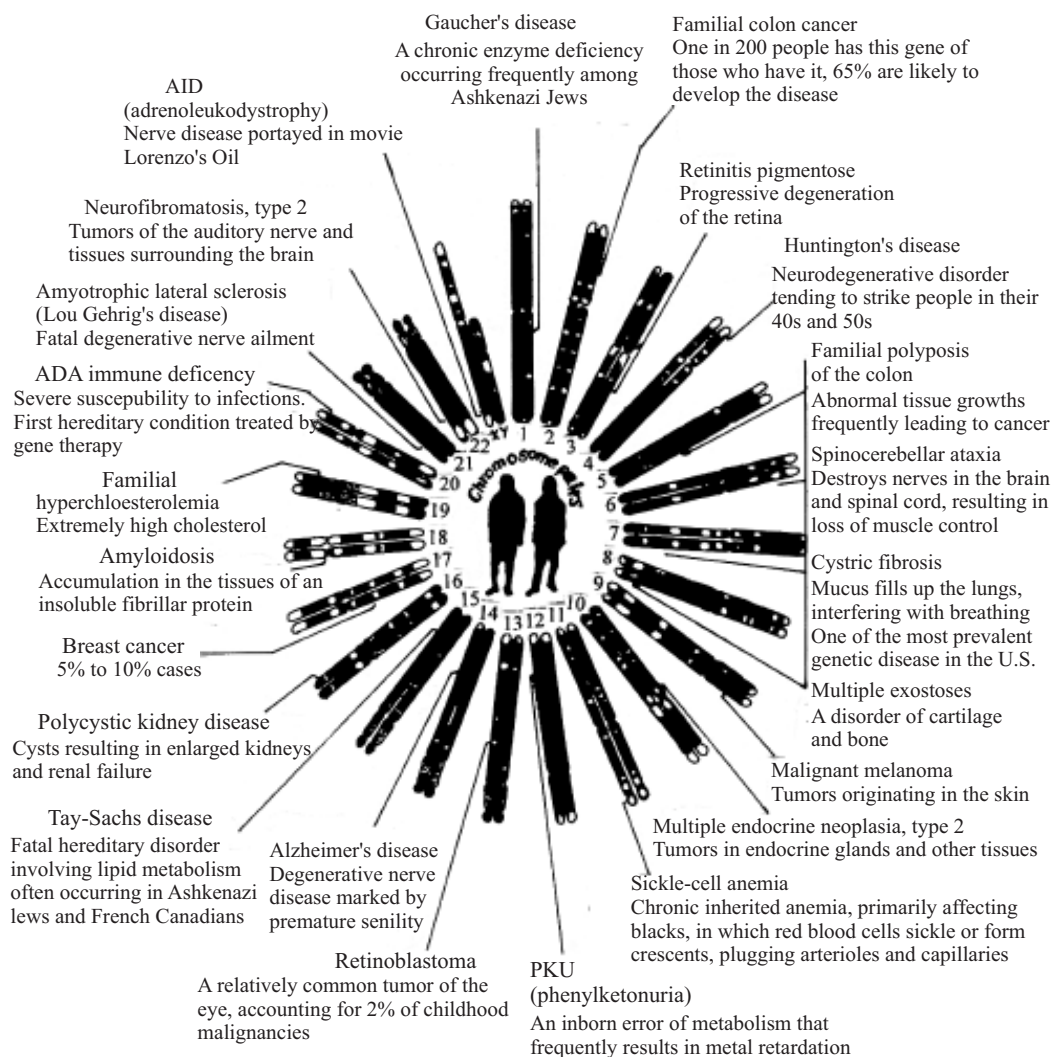 Gaucher's disease
A chronic enzyme deficiency
occurring frequently among
Ashkenazi Jews
Familial colon cancer
One in 200 people has this gene of
those who have it, 65% are likely to
develop the disease
AID
(adrenoleukodystrophy)
Nerve disease portayed in movie
Lorenzo's Oil
Retinitis pigmentose
Progressive degeneration
of the retina
Neurofibromatosis, type 2
Tumors of the auditory nerve and
tissues surrounding the brain
Huntington's disease
Neurodegenerative disorder
tending to strike people in their
40s and 50s
Amyotrophic lateral sclerosis
(Lou Gehrig's disease)
Fatal degenerative nerve ailment
Familial polyposis
of the colon
Abnormal tissue growths
frequently leading to cancer
ADA immune deficency
Severe suscepubility to infections.
First hereditary condition treated by
gene therapy
Spinocerebellar ataxia
Destroys nerves in the brain
and spinal cord, resulting in
loss of muscle control
Familial
hyperchloesterolemia
Extremely high cholesterol
Amyloidosis
Accumulation in the tissues of an
insoluble fibrillar protein
Cystric fibrosis
Mucus fills up the lungs,
interfering with breathing
One of the most prevalent
genetic disease in the U.S.
Breast cancer
5% to 10% cases
Multiple exostoses
A disorder of cartilage
and bone
Polycystic kidney disease
Cysts resulting in enlarged kidneys
and renal failure
Malignant melanoma
Tumors originating in the skin
Tay-Sachs disease
Fatal hereditary disorder
involving lipid metabolism
often occurring in Ashkenazi
lews and French Canadians
Alzheimer's disease
Degenerative nerve
disease marked by
premature senility
Multiple endocrine neoplasia, type 2
Tumors in endocrine glands and other tissues
Sickle-cell anemia
Chronic inherited anemia, primarily affecting
blacks, in which red blood cells sickle or form
crescents, plugging arterioles and capillaries
Retinoblastoma
A relatively common tumor of the
eye, accounting for 2% of childhood
malignancies
PKU
(phenylketonuria)
An inborn error of metabolism that
frequently results in metal retardation
Chromosome pairs
1
2
3
4
5
6
7
8
9
10
11
12
13
14
15
16
17
18
19
20
21
22
XY